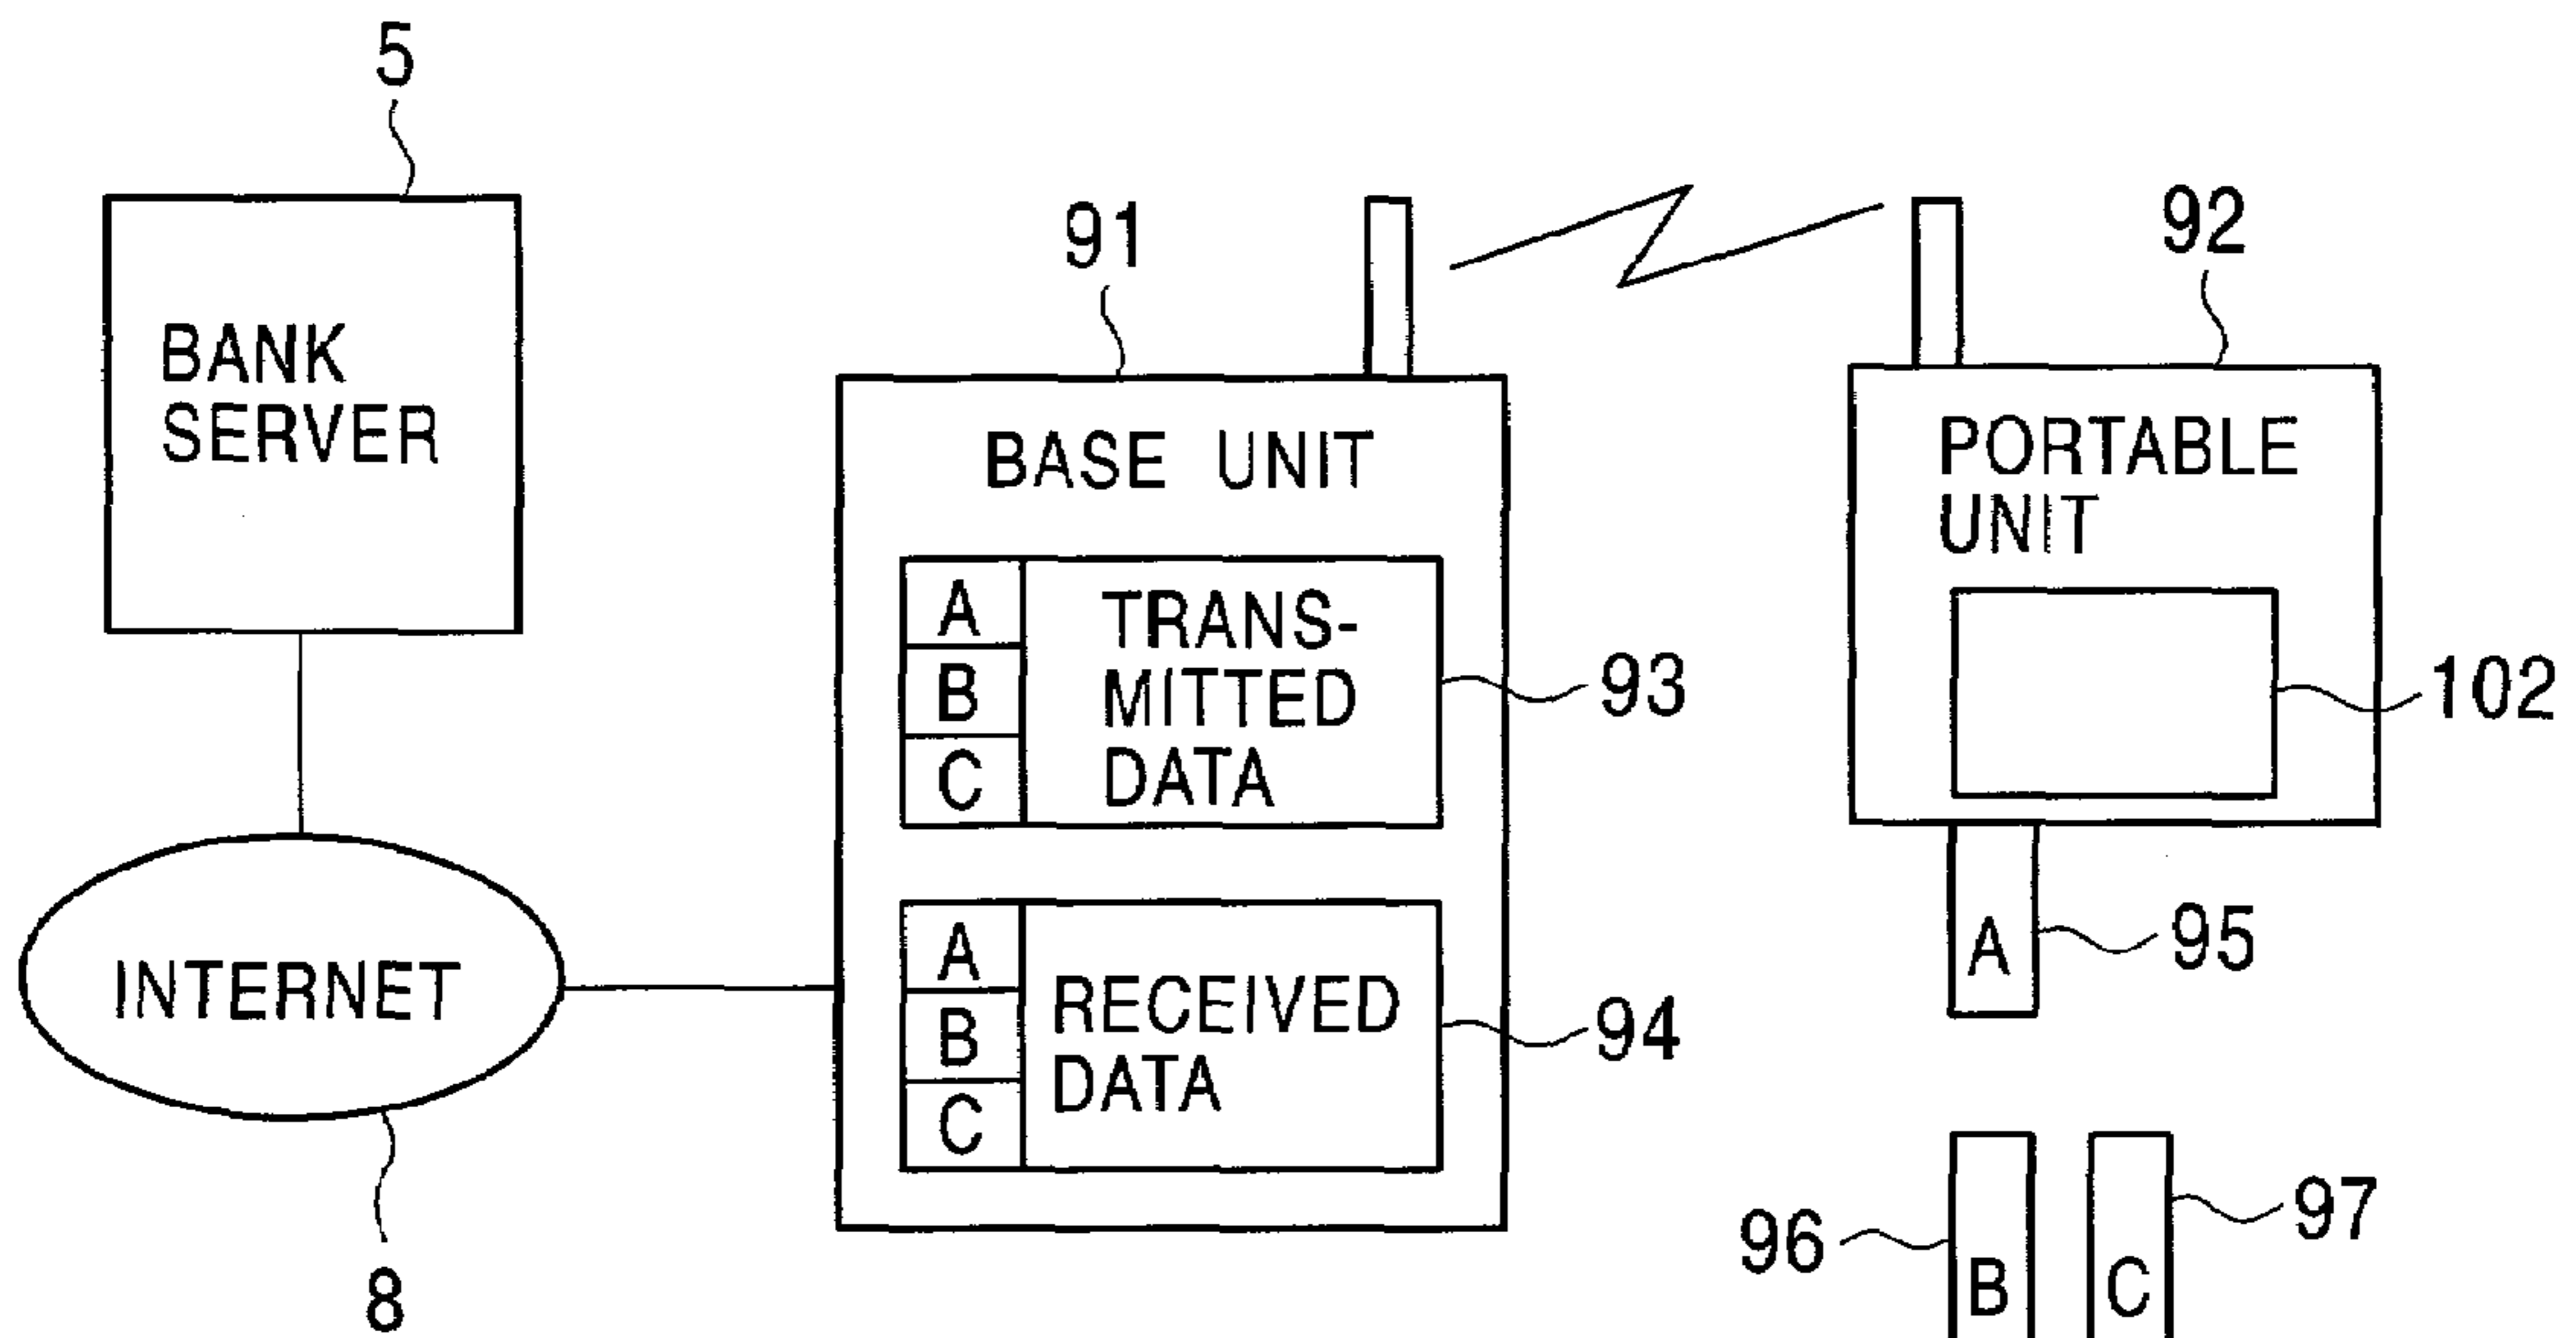 5
BANK
SERVER
INTERNET
8
91
BASE UNIT
A
B
C
TRANS-
MITTED
DATA
93
A
B
C
RECEIVED
DATA
94
92
PORTABLE
UNIT
102
A
95
96
B
C
97